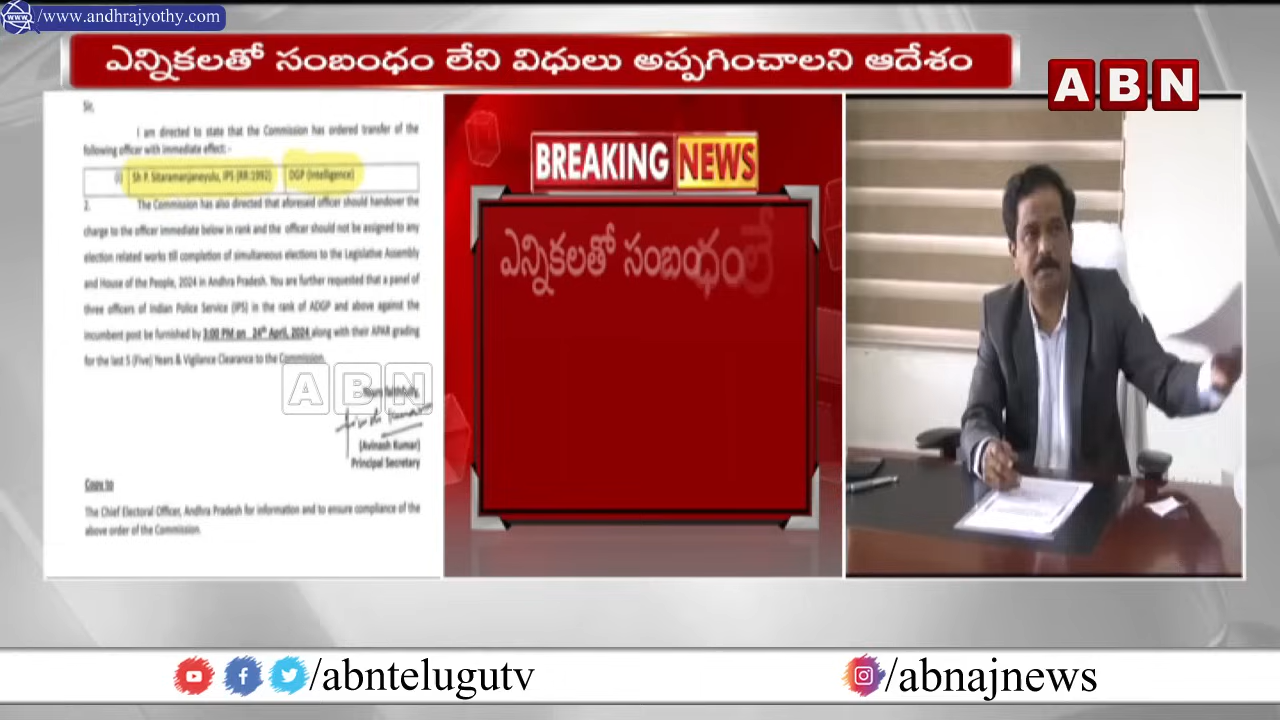 /www.andhrajyothy.com
ఎన్నికలతో సంబంధం లేని విధులు అప్పగించాలని ఆదేశం
ABN
Sir,
I am directed to state that the Commission has ordered transfer of the
following officer with immediate effect:-
(i) Sh P. Sitaramanjaneyulu, IPS (RR:1992) DGP (Intelligence)
2. The Commission has also directed that aforesaid officer should handover the
charge to the officer immediate below in rank and the officer should not be assigned to any
election related works till completion of simultaneous elections to the Legislative Assembly
and House of the People, 2024 in Andhra Pradesh. You are further requested that a panel of
three officers of Indian Police Service (IPS) in the rank of ADGP and above against the
incumbent post be furnished by 3:00 PM on 24th April, 2024 along with their APAR grading
for the last 5 (Five) Years & Vigilance Clearance to the Commission.
ABN
Yours faithfully,
(Avinash Kumar)
Principal Secretary
Copy to
The Chief Electoral Officer, Andhra Pradesh for information and to ensure compliance of the
above order of the Commission.
BREAKING NEWS
ఎన్నికలతో సంబంధంలే
/abntelugutv
/abnajnews